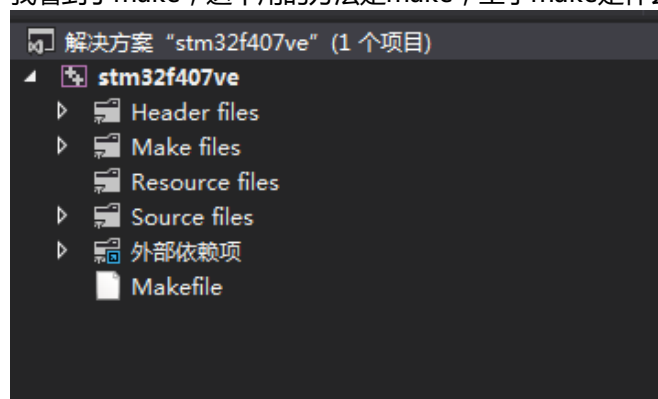 解决方案“stm32f407ve”(1 个项目)
stm32f407ve
Header files
Make files
Resource files
Source files
外部依赖项
Makefile